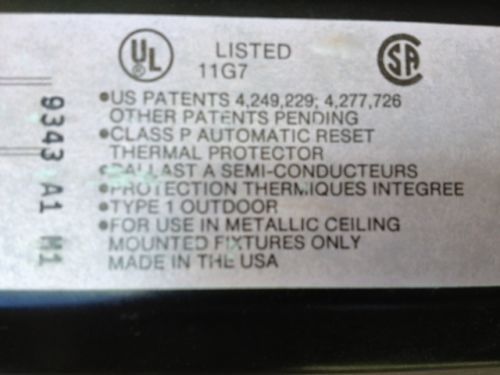 UL LISTED SA
11G7
•US PATENTS 4,249,229; 4,277,726
OTHER PATENTS PENDING
•CLASS P AUTOMATIC RESET
THERMAL PROTECTOR
•BALLAST A SEMI-CONDUCTEURS
•PROTECTION THERMIQUES INTEGREE
•TYPE 1 OUTDOOR
•FOR USE IN METALLIC CEILING
MOUNTED FIXTURES ONLY
MADE IN THE USA
9343 A1 M1